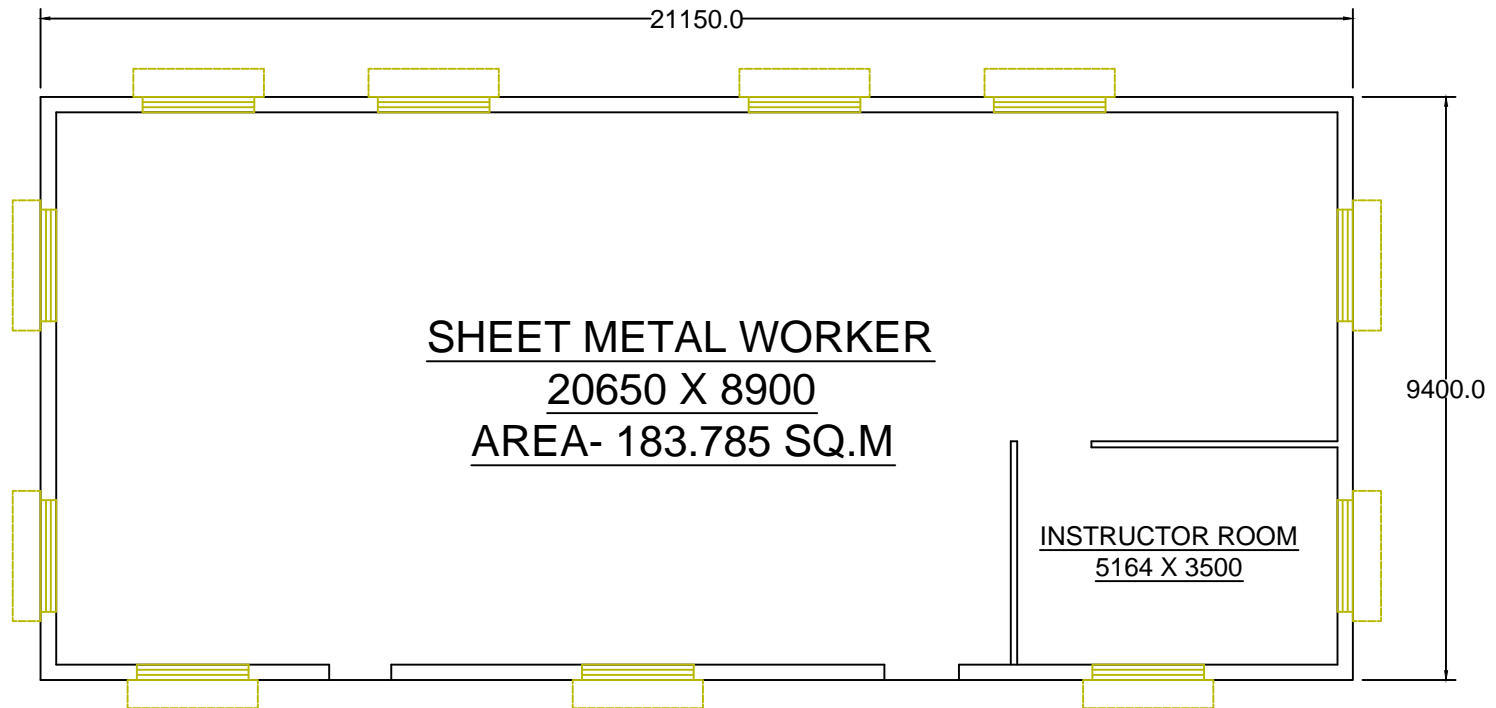 21150.0
SHEET METAL WORKER
20650 X 8900
AREA- 183.785 SQ.M
9400.0
INSTRUCTOR ROOM
5164 X 3500